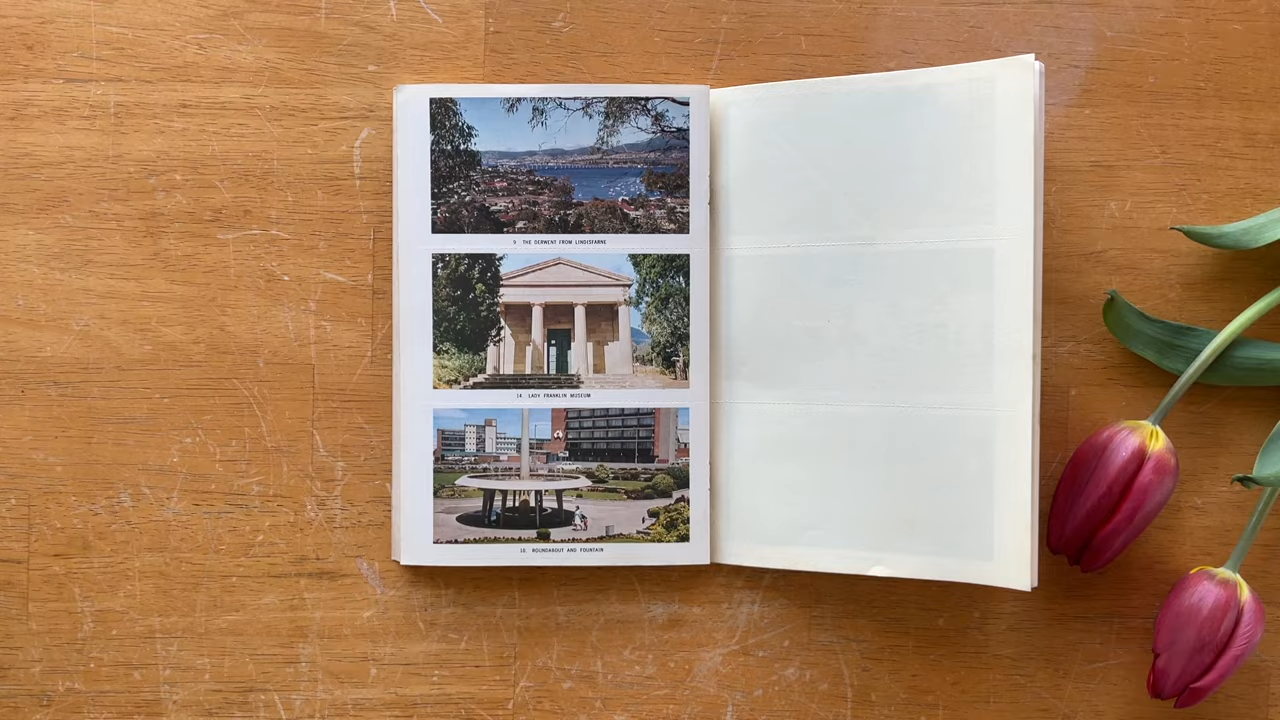 9. THE DERWENT FROM LINDISFARNE
14. LADY FRANKLIN MUSEUM
10. ROUNDABOUT AND FOUNTAIN